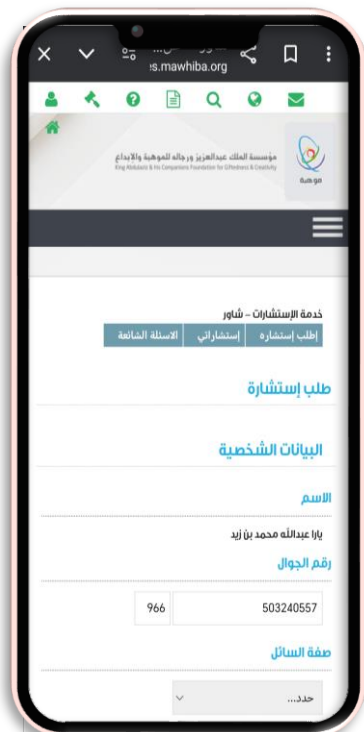 es.mawhiba.org
مؤسسة الملك عبدالعزيز ورجاله للموهبة والإبداع
King Abdulaziz & His Companions Foundation for Giftedness & Creativity
موهبة
خدمة الإستشارات – شاور
إطلب إستشاره إستشاراتي الاسئلة الشائعة
طلب إستشارة
البيانات الشخصية
الاسم
يارا عبدالله محمد بن زيد
رقم الجوال
503240557 966
صفة السائل
حدد...